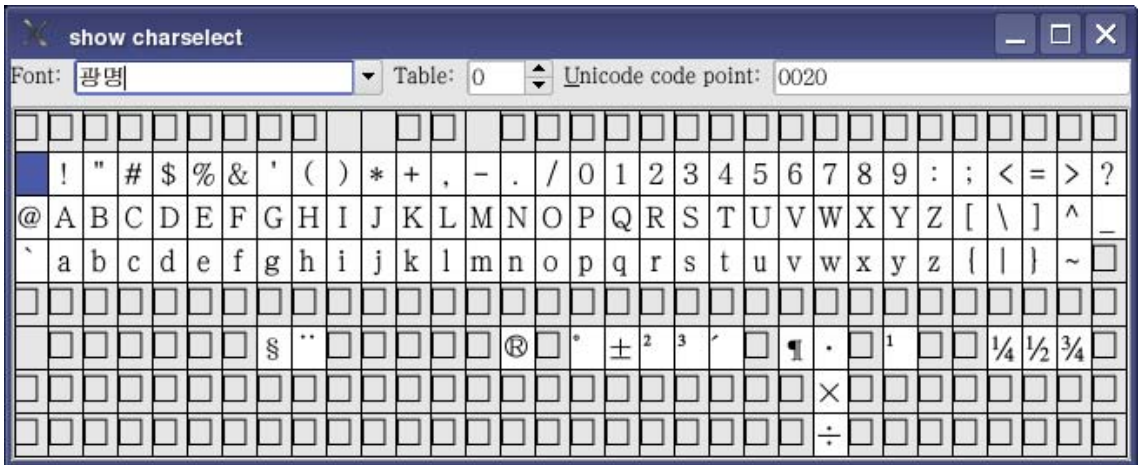 show charselect
Font: 광명 Table: 0 Unicode code point: 0020
! " # $ % & ' ( ) * + , - . / 0 1 2 3 4 5 6 7 8 9 : ; < = > ?
@ A B C D E F G H I J K L M N O P Q R S T U V W X Y Z [ \ ] ^ _
` a b c d e f g h i j k l m n o p q r s t u v w x y z { | } ~
§ ¨ ® ° ± ² ³ ´ ¶ · ¹ ¼ ½ ¾
×
÷